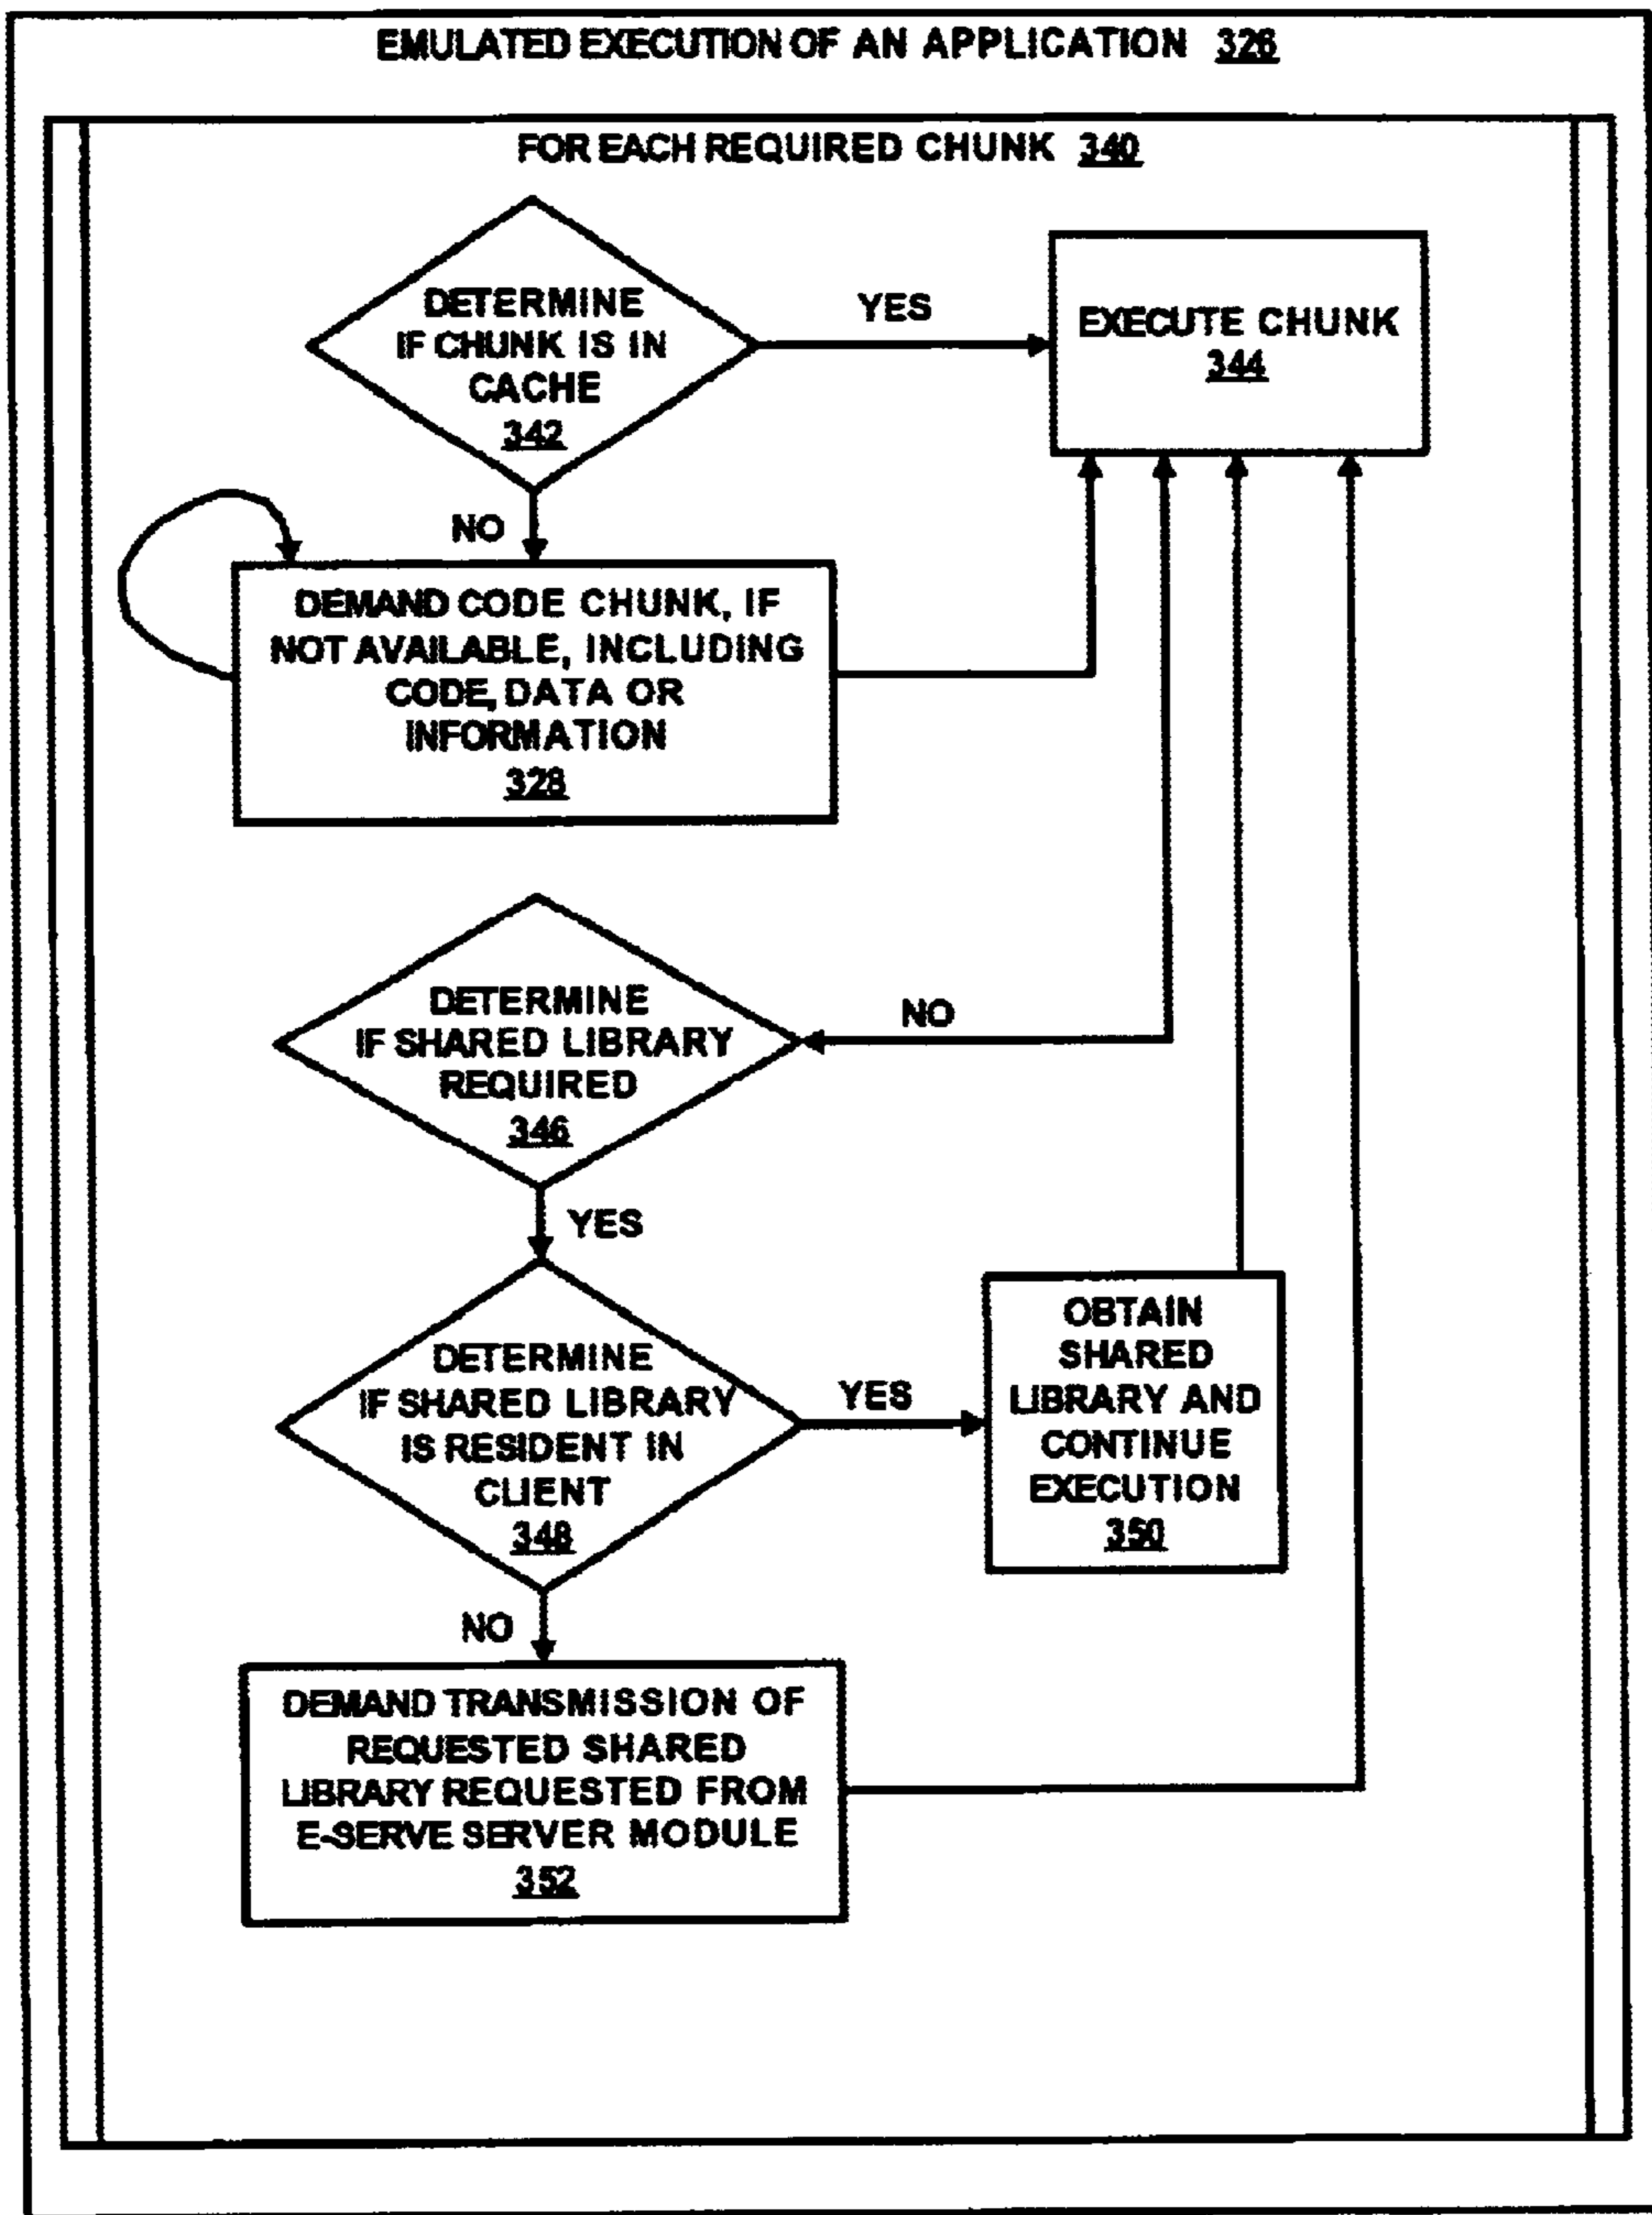 EMULATED EXECUTION OF AN APPLICATION 326
FOR EACH REQUIRED CHUNK 340
DETERMINE
IF CHUNK IS IN
CACHE
342
YES
EXECUTE CHUNK
344
NO
DEMAND CODE CHUNK, IF
NOT AVAILABLE, INCLUDING
CODE, DATA OR
INFORMATION
328
DETERMINE
IF SHARED LIBRARY
REQUIRED
346
NO
YES
DETERMINE
IF SHARED LIBRARY
IS RESIDENT IN
CLIENT
348
YES
OBTAIN
SHARED
LIBRARY AND
CONTINUE
EXECUTION
350
NO
DEMAND TRANSMISSION OF
REQUESTED SHARED
LIBRARY REQUESTED FROM
E-SERVE SERVER MODULE
352